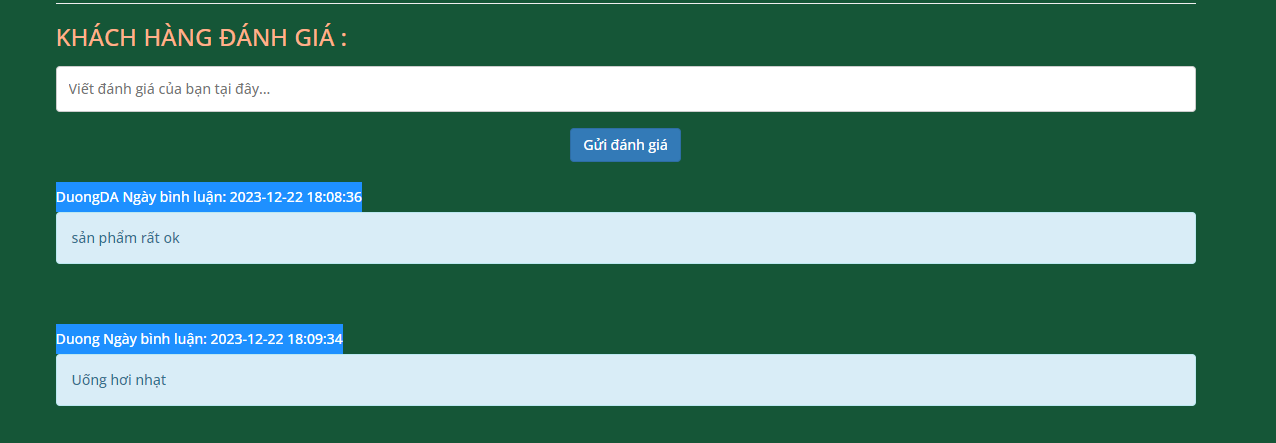 KHÁCH HÀNG ĐÁNH GIÁ :
Viết đánh giá của bạn tại đây...
Gửi đánh giá
DuongDA Ngày bình luận: 2023-12-22 18:08:36
sản phẩm rất ok
Duong Ngày bình luận: 2023-12-22 18:09:34
Uống hơi nhạt